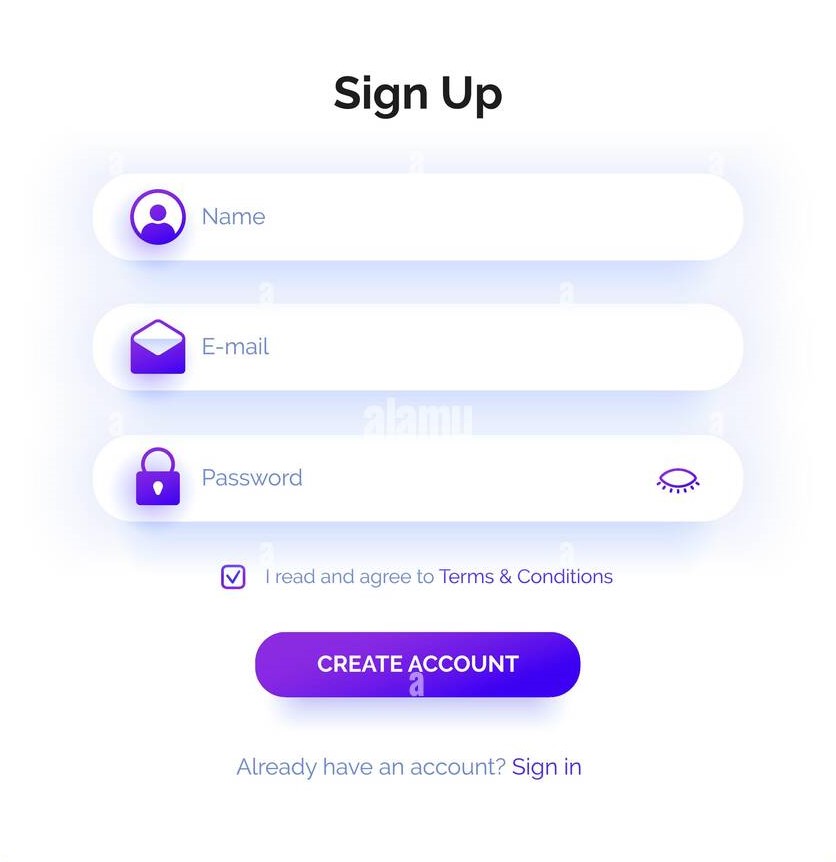 Sign Up
Name
E-mail
alamy
Password
I read and agree to Terms & Conditions
CREATE ACCOUNT
Already have an account? Sign in